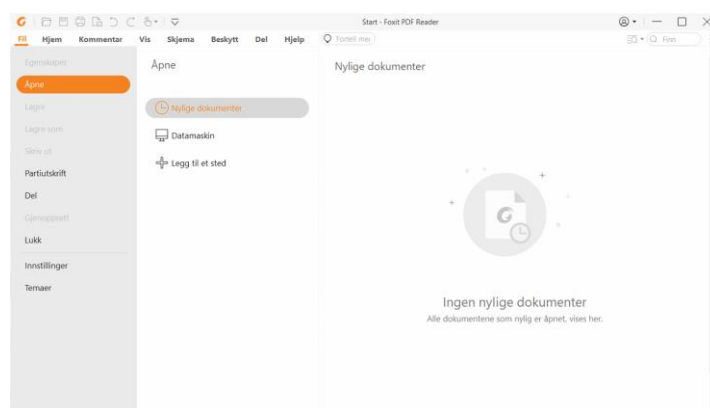 Start - Foxit PDF Reader
Fil Hjem Kommentar Vis Skjema Beskytt Del Hjelp Fortell mei Finn
Egenskaper
Åpne
Lagre
Lagre som
Skriv ut
Partiutskrift
Del
Gjenopprett
Lukk
Innstillinger
Temaer
Åpne
Nylige dokumenter
Datamaskin
Legg til et sted
Nylige dokumenter
Ingen nylige dokumenter
Alle dokumentene som nylig er åpnet, vises her.